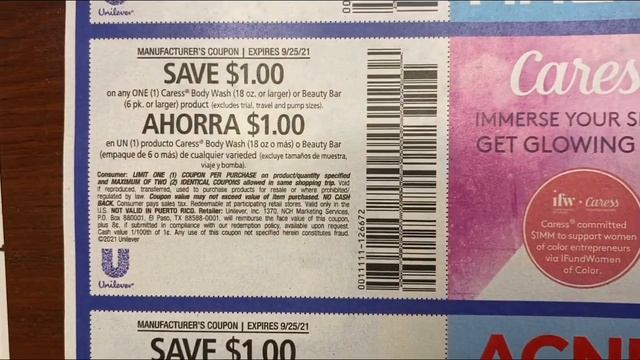 Unilever
MANUFACTURER'S COUPON | EXPIRES 9/25/21
SAVE $1.00
on any ONE (1) Caress® Body Wash (18 oz. or larger) or Beauty Bar
(6 pk. or larger) product (excludes trial, travel and pump sizes).
AHORRA $1.00
en UN (1) producto Caress® Body Wash (18 oz o más) o Beauty Bar
(empaque de 6 o más) de cualquier varieded (excluye tamaños de muestra,
viaje y bomba).
Consumer: LIMIT ONE (1) COUPON PER PURCHASE on product/quantity specified
and MAXIMUM OF TWO (2) IDENTICAL COUPONS allowed in same shopping trip. Void
if reproduced, transferred, used to purchase products for resale or where prohibited/
regulated by law. Coupon value may not exceed value of item purchased. NO CASH
BACK. Consumer pays sales tax. Redeemable at participating retail stores. Valid only in the
U.S. NOT VALID IN PUERTO RICO. Retailer: Unilever, Inc. 1370, NCH Marketing Services,
P.O. Box 880001, El Paso, TX 88588-0001, will reimburse the face value of this coupon,
plus 8¢, if submitted in compliance with our redemption policy, available upon request.
Cash value 1/100th of 1¢. Any use of this coupon not specified herein constitutes fraud.
©2021 Unilever
Unilever
0011111-126672
Caress
IMMERSE YOUR
GET GLOWING
ifw + Caress
Caress® committed
$1MM to support women
of color entrepreneurs
via IFundWomen
of Color.
MANUFACTURER'S COUPON | EXPIRES 9/25/21
SAVE $1.00